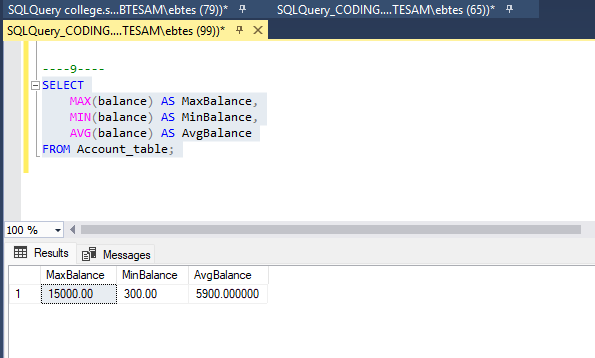 SQLQuery college.s...BTESAM\ebtes (79))* SQLQuery_CODING....TESAM\ebtes (65))*
SQLQuery_CODING....TESAM\ebtes (99))*
----9----
SELECT
MAX(balance) AS MaxBalance,
MIN(balance) AS MinBalance,
AVG(balance) AS AvgBalance
FROM Account_table;
100 %
Results Messages
MaxBalance MinBalance AvgBalance
1 15000.00 300.00 5900.000000